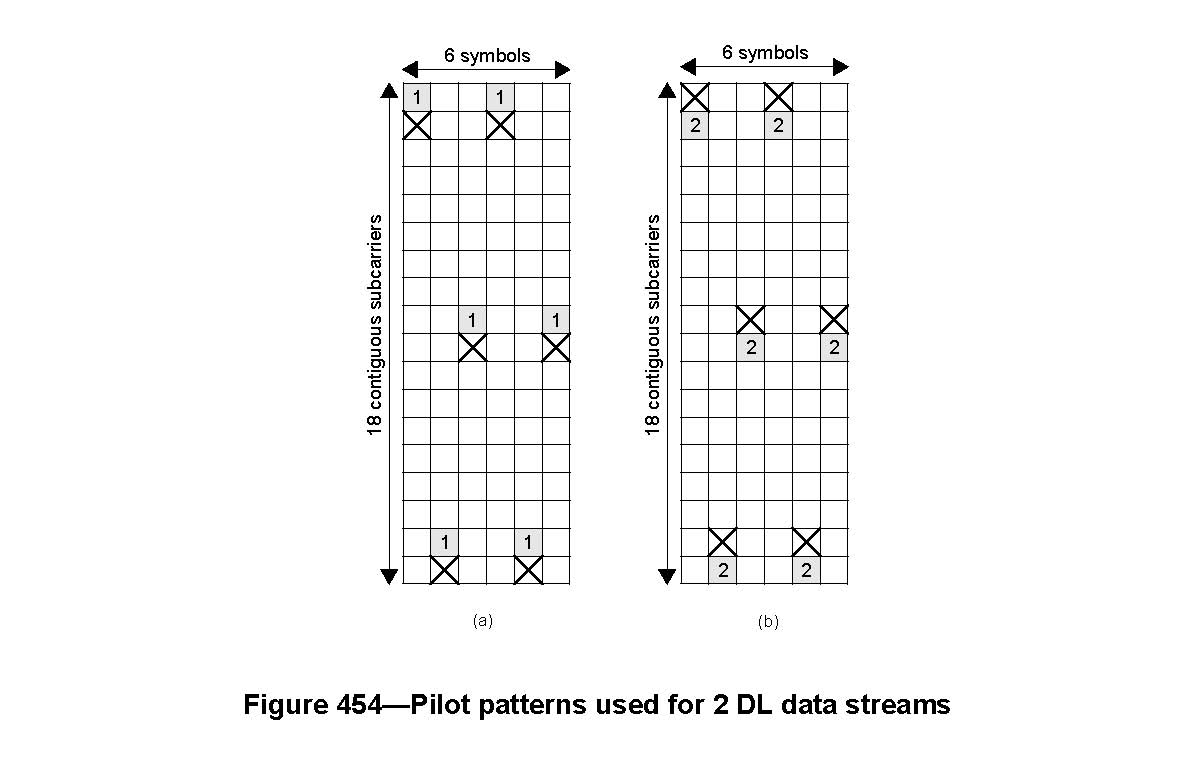 6 symbols
6 symbols
18 contiguous subcarriers
18 contiguous subcarriers
1 1
2 2
1 1
2 2
1 1
2 2
(a)
(b)
Figure 454—Pilot patterns used for 2 DL data streams